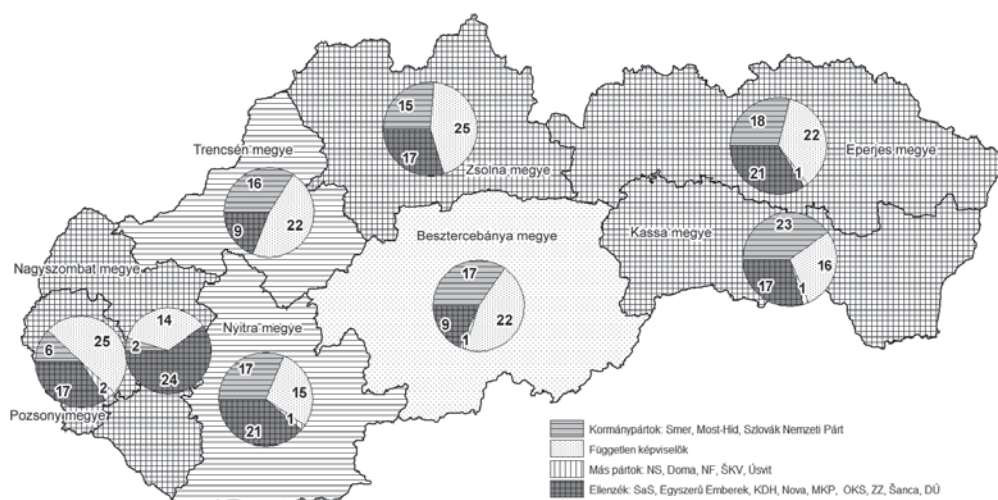 15
25
17
Zsolna megye
18
22
21
1
Eperjes megye
Trencsén megye
16
22
9
Kassa megye
23
16
17
1
Besztercebánya megye
17
22
9
1
Nagyszombat megye
14
2
24
Nyitra megye
17
15
21
1
6
25
17
2
Pozsony megye
Kormánypártok: Smer, Most-Híd, Szlovák Nemzeti Párt
Független képviselők
Más pártok: NS, Doma, NF, ŠKV, Úsvit
Ellenzék: SaS, Egyszerű Emberek, KDH, Nova, MKP, OKS, ZZ, Šanca, DÚ